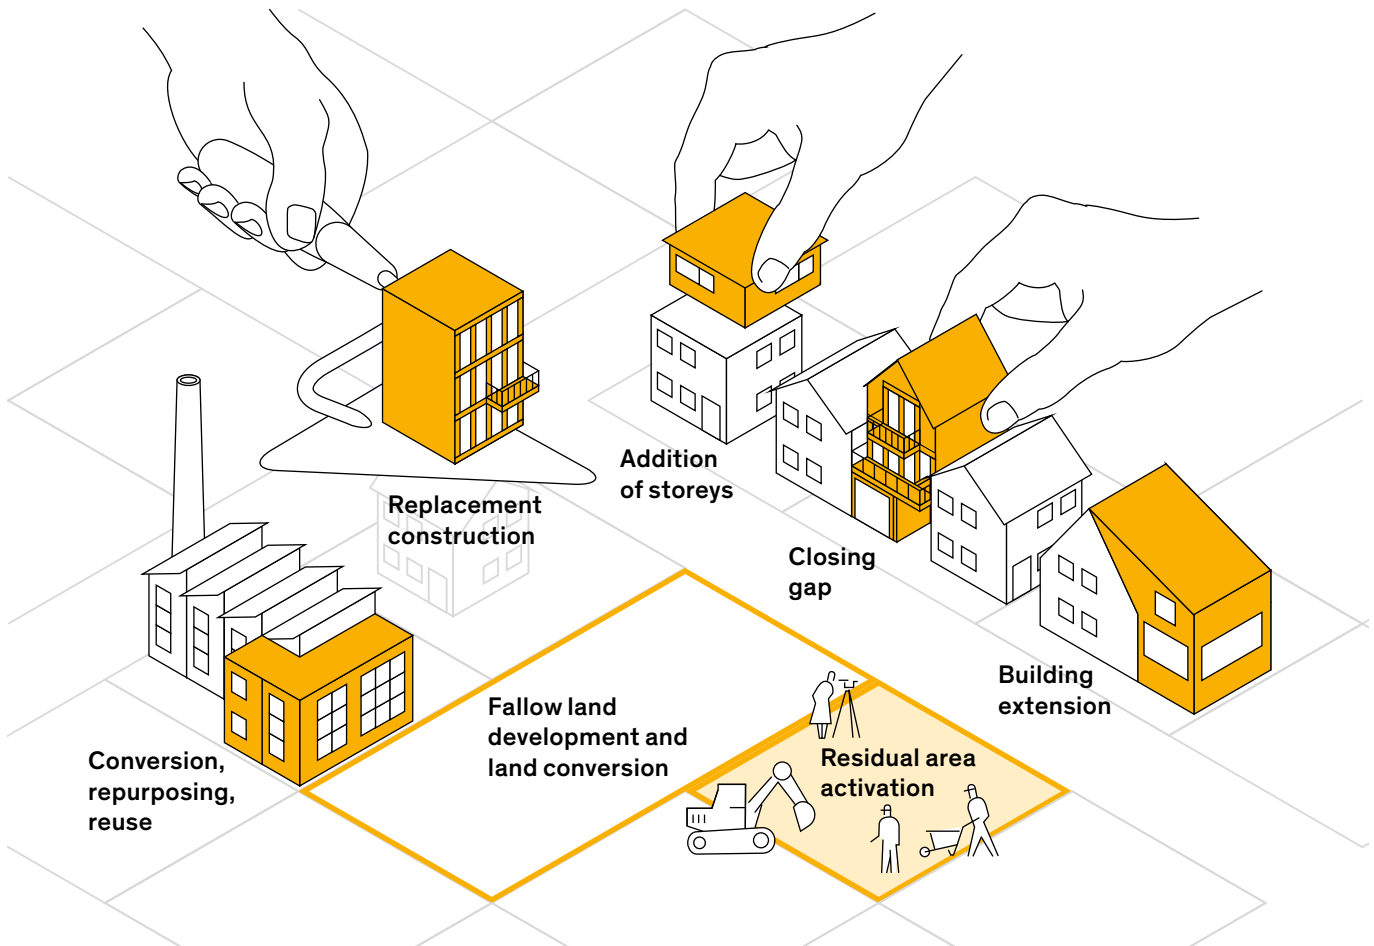 Addition
of storeys
Replacement
construction
Closing
gap
Building
extension
Fallow land
development and
land conversion
Residual area
activation
Conversion,
repurposing,
reuse